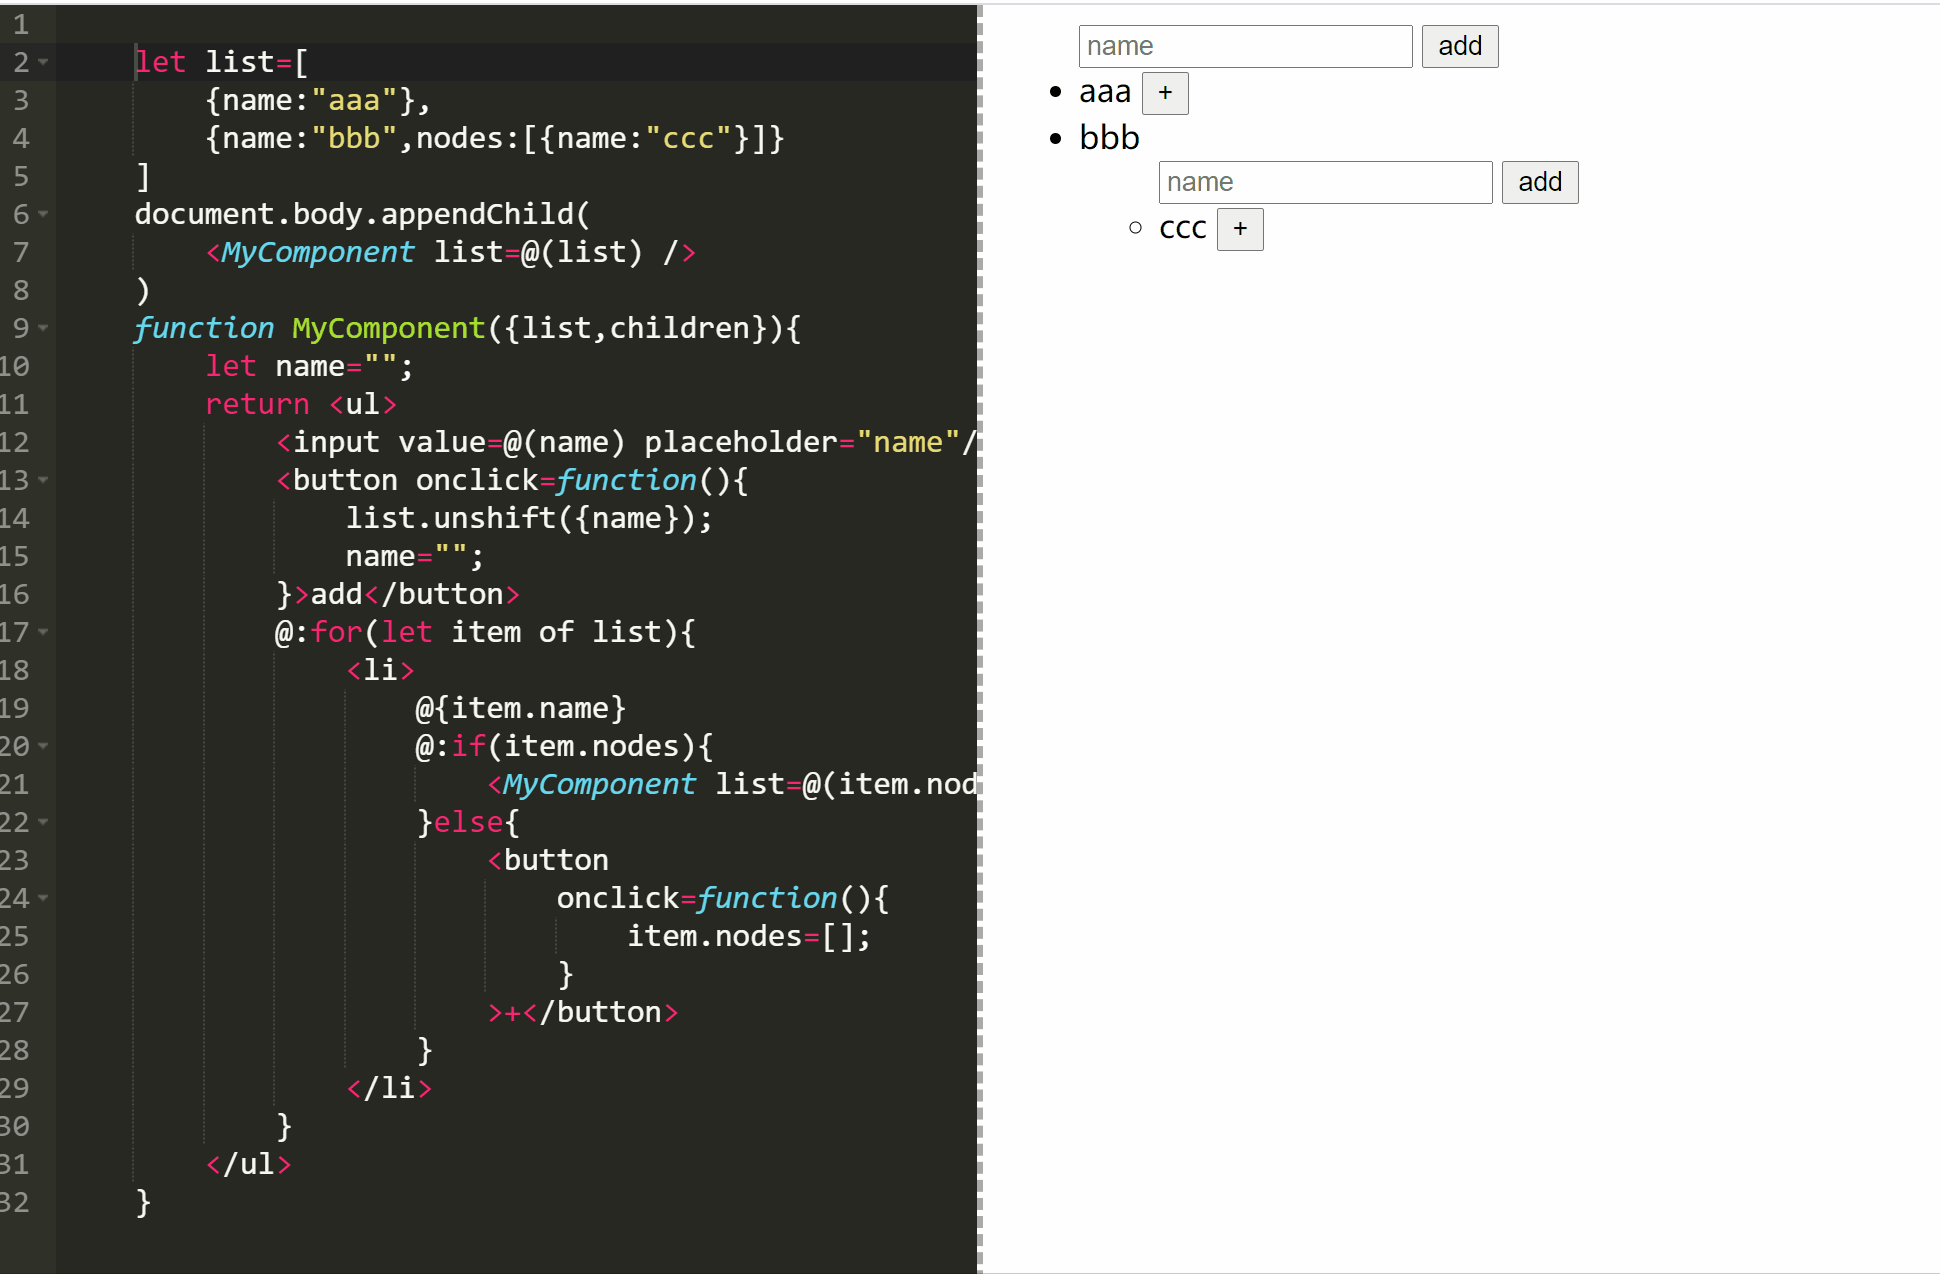 1
2 let list=[
3 {name:"aaa"},
4 {name:"bbb",nodes:[{name:"ccc"}]}
5 ]
6 document.body.appendChild(
7 <MyComponent list=@(list) />
8 )
9 function MyComponent({list,children}){
10 let name="";
11 return <ul>
12 <input value=@(name) placeholder="name"/
13 <button onclick=function(){
14 list.unshift({name});
15 name="";
16 }>add</button>
17 @:for(let item of list){
18 <li>
19 @{item.name}
20 @:if(item.nodes){
21 <MyComponent list=@(item.nod
22 }else{
23 <button
24 onclick=function(){
25 item.nodes=[];
26 }
27 >+</button>
28 }
29 </li>
30 }
31 </ul>
32 }
name add
aaa +
bbb
name add
ccc +